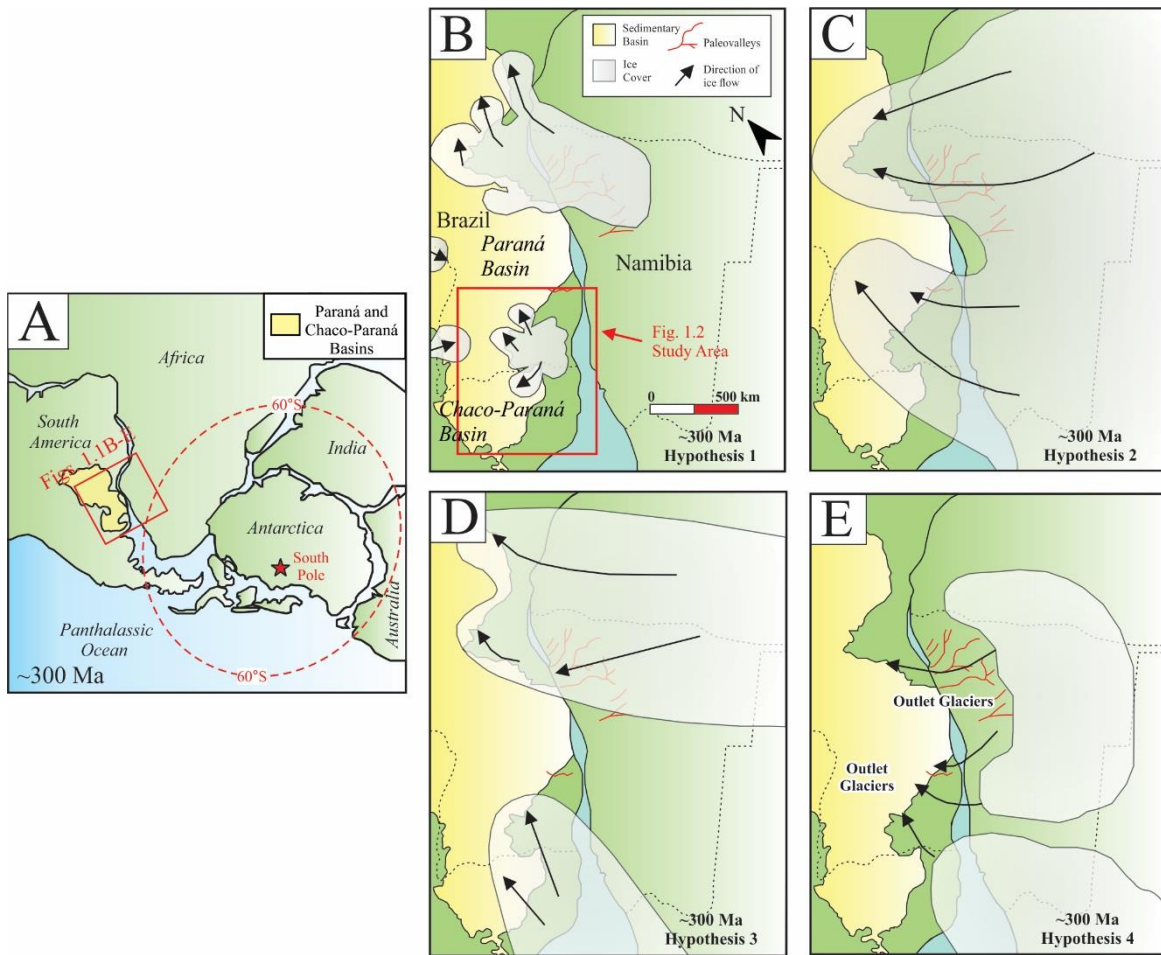 A
Paraná and
Chaco-Paraná
Basins
Africa
60°S
South
America
India
Figs. 1.1B-E
Antarctica
South
Pole
Australia
Panthalassic
Ocean
60°S
~300 Ma
B
Sedimentary
Basin
Paleovalleys
Ice
Cover
Direction of
ice flow
N
Brazil
Paraná
Basin
Namibia
Fig. 1.2
Study Area
0 500 km
Chaco-Paraná
Basin
~300 Ma
Hypothesis 1
C
~300 Ma
Hypothesis 2
D
~300 Ma
Hypothesis 3
E
Outlet Glaciers
Outlet
Glaciers
~300 Ma
Hypothesis 4